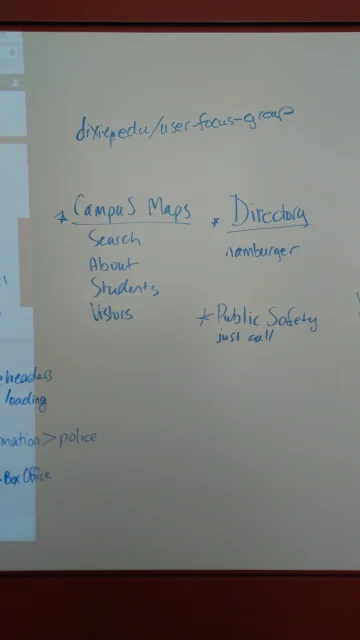 dixie.edu/user-focus-group
* Campus Maps
Search
About
Students
Vistors
* Directory
Hamburger
* Public Safety
just call
headers
loading
mation > police
Box Office